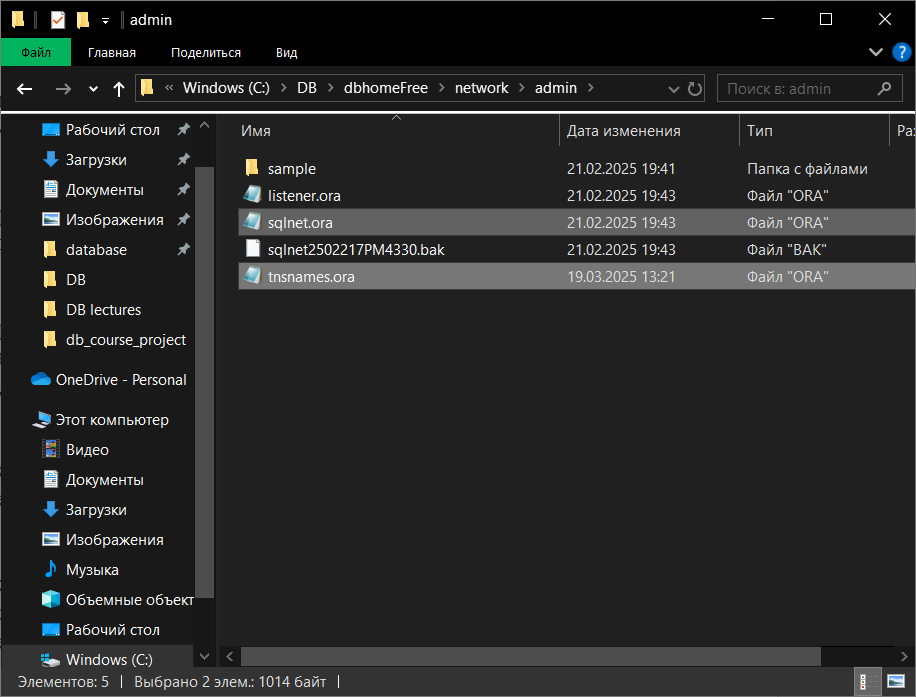 admin
Файл Главная Поделиться Вид
« Windows (C:) > DB > dbhomeFree > network > admin >
Поиск в: admin
Рабочий стол
Загрузки
Документы
Изображения
database
DB
DB lectures
db_course_project
OneDrive - Personal
Этот компьютер
Видео
Документы
Загрузки
Изображения
Музыка
Объемные объект
Рабочий стол
Windows (C:)
Имя Дата изменения Тип Ра
sample 21.02.2025 19:41 Папка с файлами
listener.ora 21.02.2025 19:43 Файл "ORA"
sqlnet.ora 21.02.2025 19:43 Файл "ORA"
sqlnet2502217PM4330.bak 21.02.2025 19:43 Файл "BAK"
tnsnames.ora 19.03.2025 13:21 Файл "ORA"
Элементов: 5 Выбрано 2 элем.: 1014 байт